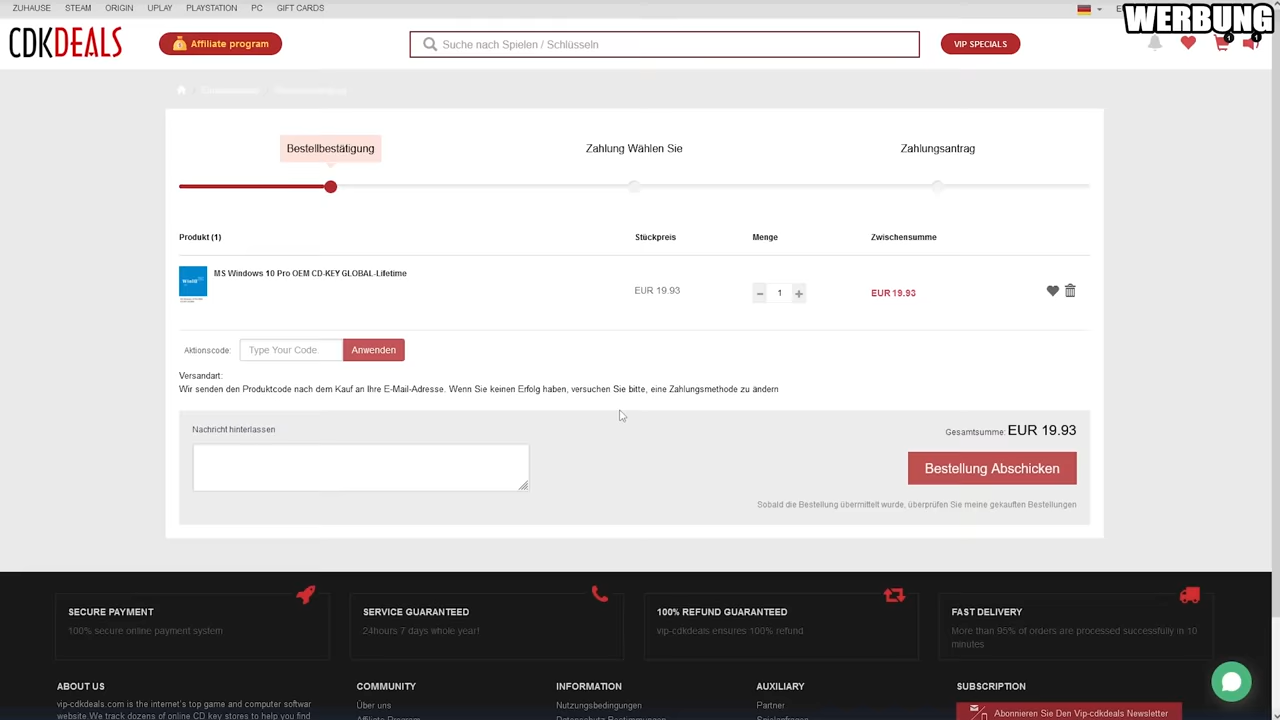 ZUHAUSE STEAM ORIGIN UPLAY PLAYSTATION PC GIFT CARDS
WERBUNG
CDKDEALS
Affiliate program
Suche nach Spielen / Schlüsseln
VIP SPECIALS
1
1
Bestellbestätigung
Zahlung Wählen Sie
Zahlungsantrag
Produkt (1) Stückpreis Menge Zwischensumme
MS Windows 10 Pro OEM CD-KEY GLOBAL-Lifetime
EUR 19.93
− 1 +
EUR 19.93
Aktionscode: Type Your Code Anwenden
Versandart:
Wir senden den Produktcode nach dem Kauf an Ihre E-Mail-Adresse. Wenn Sie keinen Erfolg haben, versuchen Sie bitte, eine Zahlungsmethode zu ändern
Nachricht hinterlassen
Gesamtsumme: EUR 19.93
Bestellung Abschicken
Sobald die Bestellung übermittelt wurde, überprüfen Sie meine gekauften Bestellungen
SECURE PAYMENT
100% secure online payment system
SERVICE GUARANTEED
24hours 7 days whole year!
100% REFUND GUARANTEED
vip-cdkdeals ensures 100% refund
FAST DELIVERY
More than 95% of orders are processed successfully in 10
minutes
ABOUT US
vip-cdkdeals.com is the internet's top game and computer softwar
website.We track dozens of online CD key stores to help you find
COMMUNITY
Über uns
Affiliate Program
INFORMATION
Nutzungsbedingungen
Datenschutz Bestimmungen
AUXILIARY
Partner
SUBSCRIPTION
Abonnieren Sie Den Vip-cdkdeals Newsletter